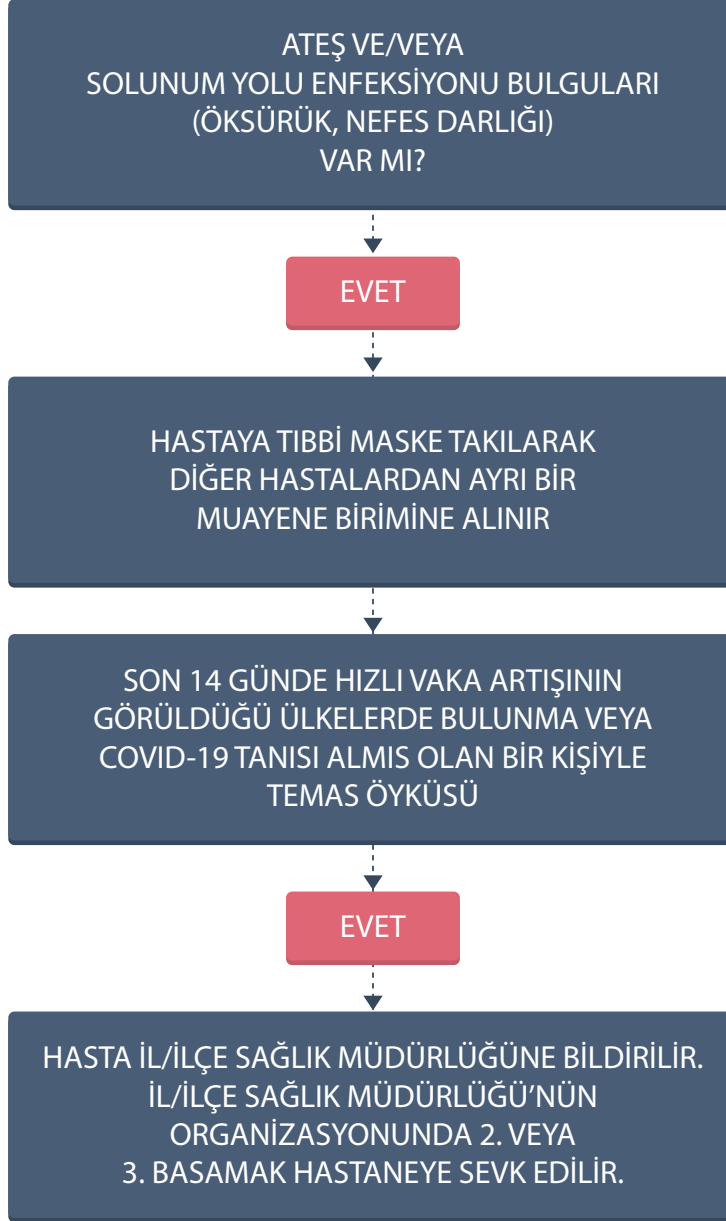 ATEŞ VE/VEYA
SOLUNUM YOLU ENFEKSİYONU BULGULARI
(ÖKSÜRÜK, NEFES DARLIĞI)
VAR MI?
EVET
HASTAYA TIBBİ MASKE TAKILARAK
DİĞER HASTALARDAN AYRI BİR
MUAYENE BİRİMİNE ALINIR
SON 14 GÜNDE HIZLI VAKA ARTIŞININ
GÖRÜLDÜĞÜ ÜLKELERDE BULUNMA VEYA
COVID-19 TANISI ALMIS OLAN BİR KİŞİYLE
TEMAS ÖYKÜSÜ
EVET
HASTA İL/İLÇE SAĞLIK MÜDÜRLÜĞÜNE BİLDİRİLİR.
İL/İLÇE SAĞLIK MÜDÜRLÜĞÜ’NÜN
ORGANİZASYONUNDA 2. VEYA
3. BASAMAK HASTANEYE SEVK EDİLİR.